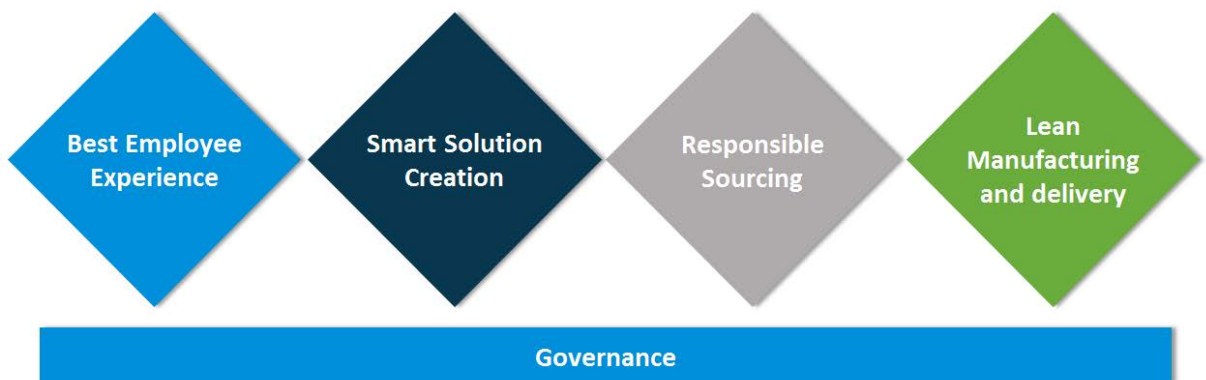 Best Employee
Experience
Smart Solution
Creation
Responsible
Sourcing
Lean
Manufacturing
and delivery
Governance